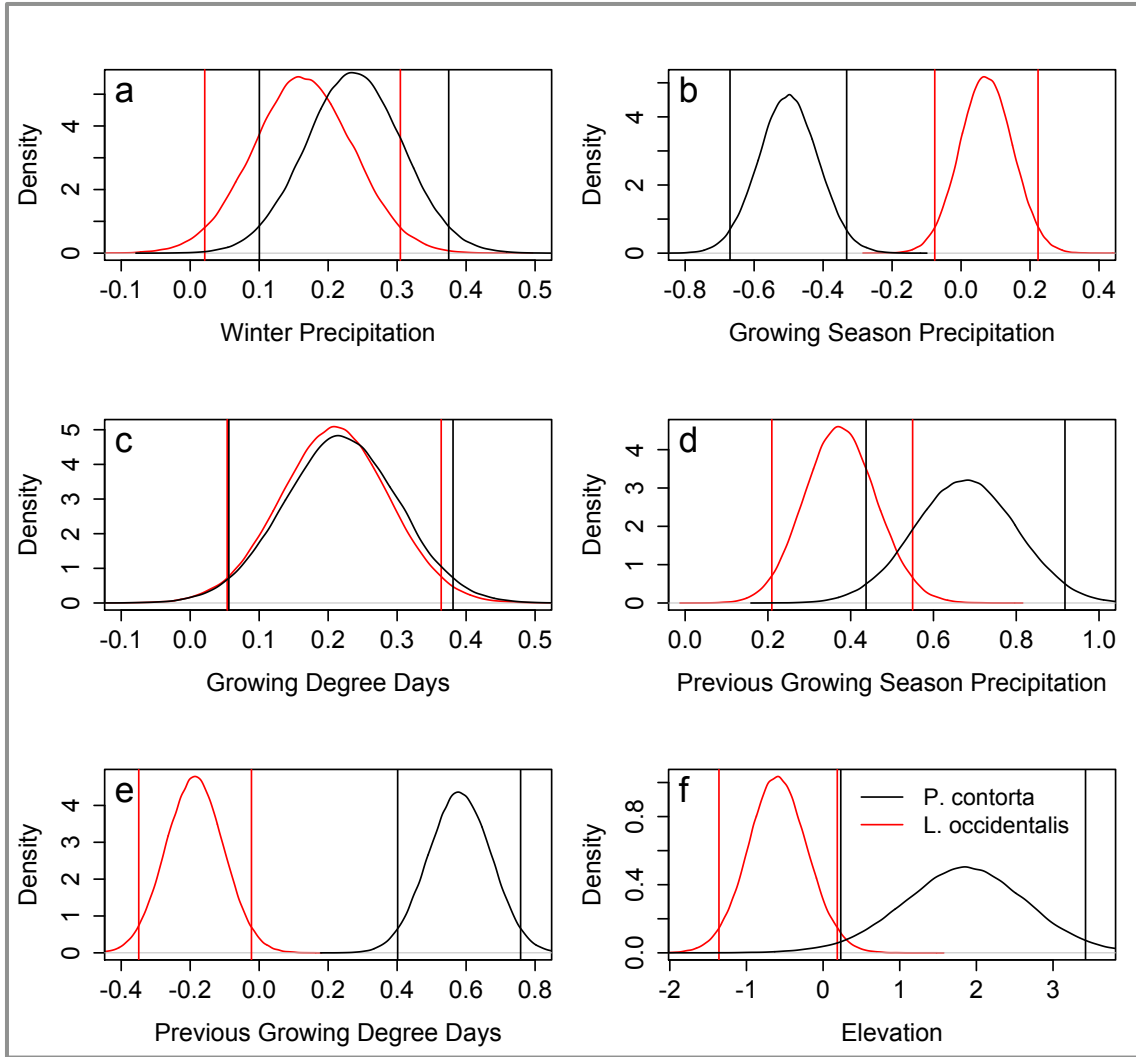 a
Density
0 2 4
-0.1 0.0 0.1 0.2 0.3 0.4 0.5
Winter Precipitation
b
Density
0 2 4
-0.8 -0.6 -0.4 -0.2 0.0 0.2 0.4
Growing Season Precipitation
c
Density
0 1 2 3 4 5
-0.1 0.0 0.1 0.2 0.3 0.4 0.5
Growing Degree Days
d
Density
0 1 2 3 4
0.0 0.2 0.4 0.6 0.8 1.0
Previous Growing Season Precipitation
e
Density
0 1 2 3 4
-0.4 -0.2 0.0 0.2 0.4 0.6 0.8
Previous Growing Degree Days
f
P. contorta
L. occidentalis
Density
0.0 0.4 0.8
-2 -1 0 1 2 3
Elevation